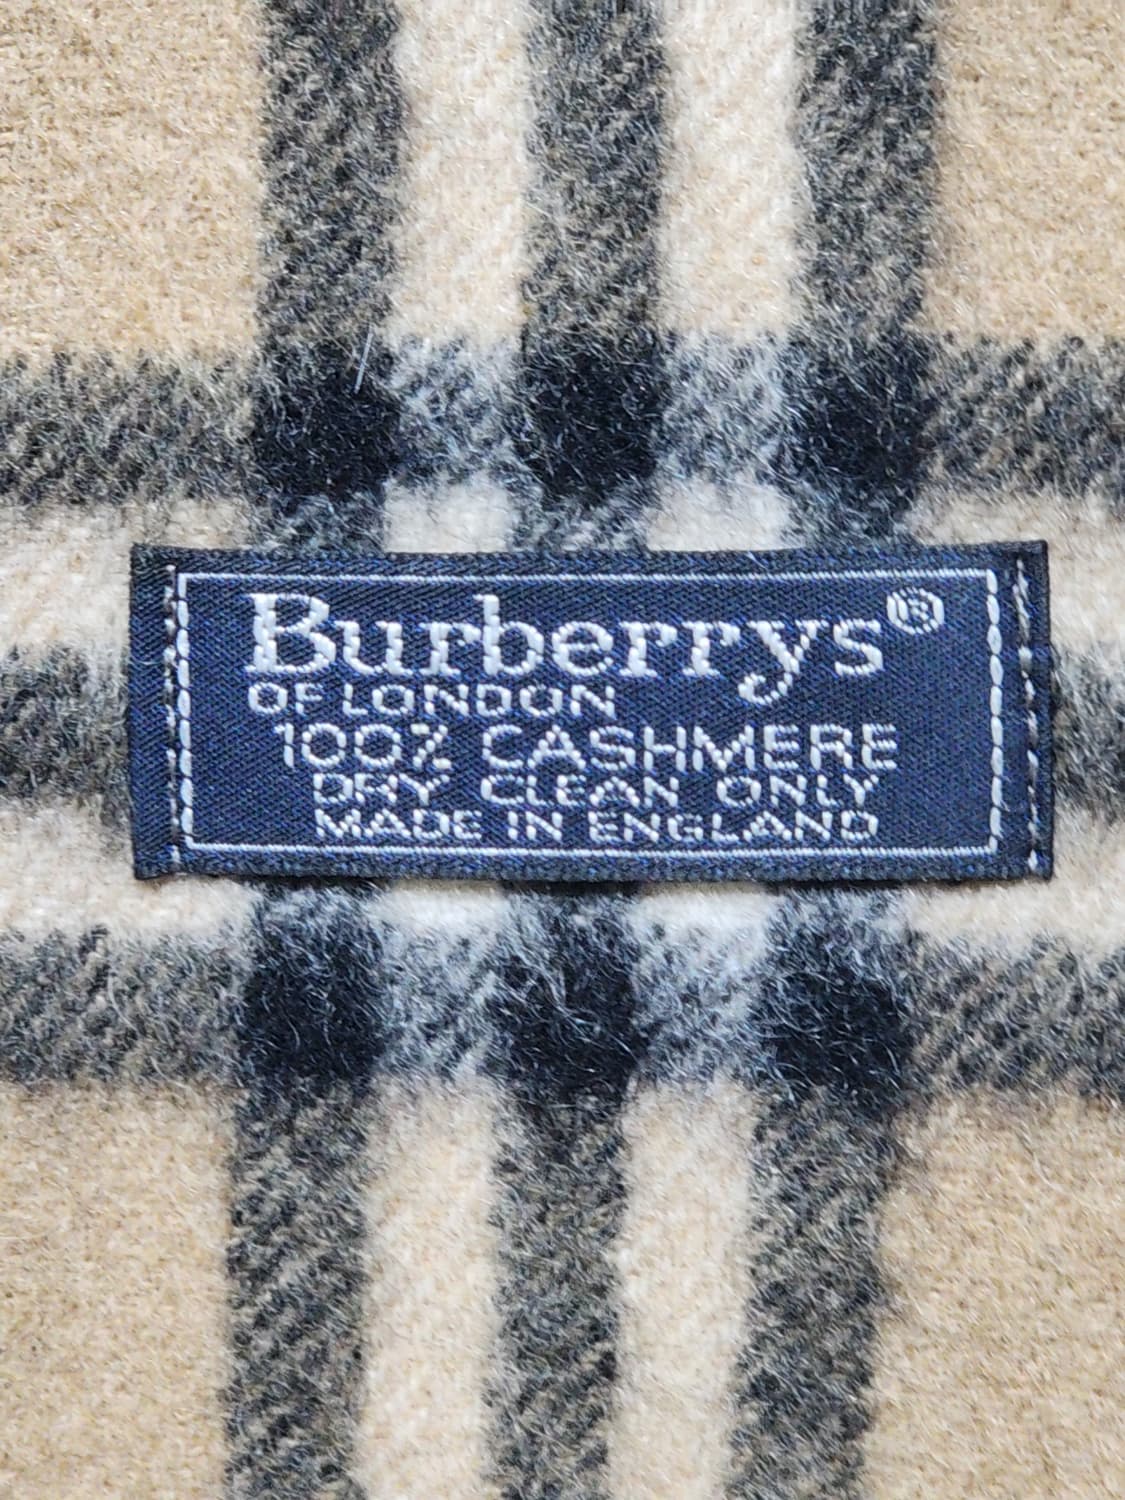 Burberrys®
OF LONDON
100% CASHMERE
DRY CLEAN ONLY
MADE IN ENGLAND